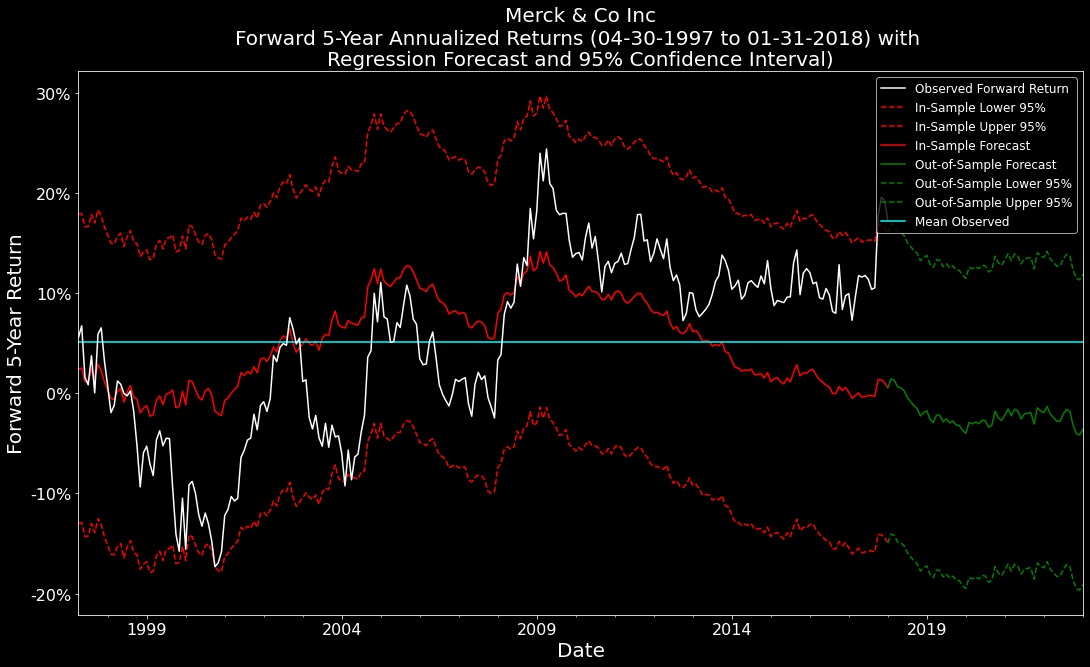 Merck & Co Inc
Forward 5-Year Annualized Returns (04-30-1997 to 01-31-2018) with
Regression Forecast and 95% Confidence Interval)
Forward 5-Year Return
30%
20%
10%
0%
-10%
-20%
Observed Forward Return
In-Sample Lower 95%
In-Sample Upper 95%
In-Sample Forecast
Out-of-Sample Forecast
Out-of-Sample Lower 95%
Out-of-Sample Upper 95%
Mean Observed
1999 2004 2009 2014 2019
Date